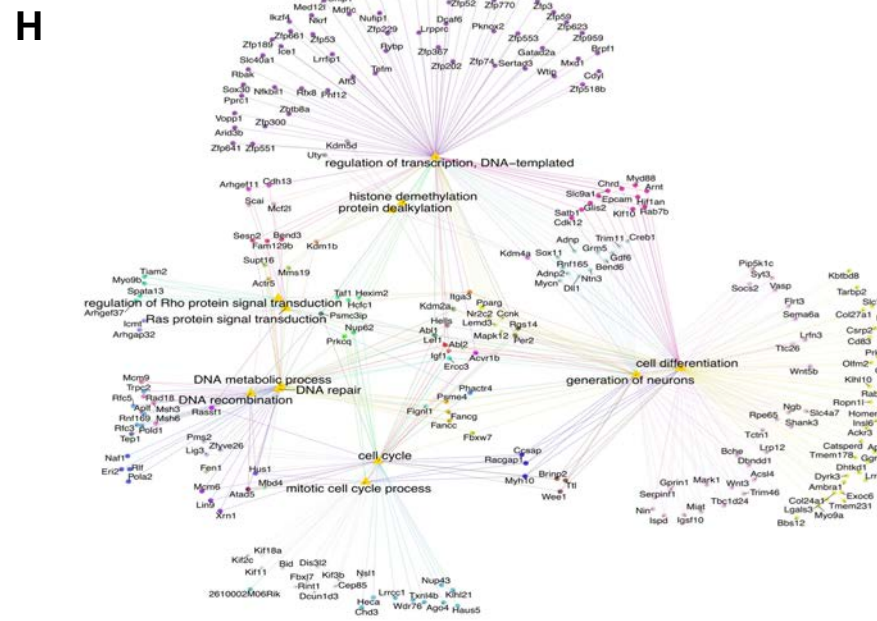 H
Med12l Mdfic
Ikzf4 Nkrf Nufip1
Zfp52 Zfp770 Zfp3
Dcaf6 Pknox2 Zfp59
Zfp229 Lrpprc Zfp623
Zfp661 Zfp53
Zfp189 Ice1 Rybp Zfp367 Zfp553 Zfp959
Slc40a1 Lrrfip1 Gatad2a Brpf1
Zfp202 Zfp74 Sertad3 Mxd1
Rbak Aff3 Tefm Wtip Cdyl
Sox30 Nfkbil1 Rfx8 Phf12 Zfp518b
Pprc1
Zbtb8a
Vopp1 Zfp300
Arid3b
Zfp641 Zfp551 Kdm5d
Uty
regulation of transcription, DNA−templated
Arhgef11 Cdh13
Chrd Myd88
Slc9a1 Arnt
Epcam Hif1an
histone demethylation
Scai Mcf2l
protein dealkylation
Satb1 Glis2 Klf10 Rab7b
Cdk12
Sesn2 Bend3
Fam129b Kdm1b
Adnp Trim11 Creb1
Kdm4a Sox11 Grm5
Supt16 Rnf165 Gdf6
Mms19 Adnp2 Bend6
Actr5 Mycn Ntn3
Dll1
Tiam2
Myo9b
Spata13
Pip5k1c
Syt3
Socs2 Vasp
Kbtbd8
Tarbp2
Taf1 Hexim2 Itga3
regulation of Rho protein signal transduction Hcfc1
Kdm2a Pparg
Flrt3
Arhgef37 Psmc3ip Nr2c2 Ccnk
Sema6a
Col27a1
Icmt Ras protein signal transduction
Hells Lemd3 Rgs14
Arhgap32 Nyup62
Abl1 Mapk12 Per2
Csrp2
Prkcq Lef1 Abl2
Lrfn3
Cd83
Igf1 Acvr1b
Ttc26
Ercc3
cell differentiation
Olfm2
Wnt5b
Mcm9 DNA metabolic process
generation of neurons
Klhl10
Trpc2
DNA repair
Phactr4
Rfc5 Rad18 DNA recombination
Psme4
Ropn1l
Aplf Msh3 Rassf1
Fignl1 Fancg
Ngb Slc4a7
Rpe65 Shank3
Rnf169 Msh6
Fancc
Rfc3 Pold1
Tctn1
Ackr3
Tep1 Pms2 Fbxw7
Lrp12
Catsperd
Lig3 Zfyve26
Bche
Tmem178
Naf1 cell cycle Ccsap
Dbndd1
Eri2 Rif Fen1 Hus1 Racgap1
Acsl4
Dhtkd1
Pola2 Mbd4 Myh10 Brinp2
Gprin1 Mark1 Wnt3
Dyrk3
Mcm6 Atad5 mitotic cell cycle process Ttl
Serpinf1 Trim46
Ambra1
Wee1
Tbc1d24
Col24a1 Exoc6
Lin9
Nin Mlat
Lgals3 Tmem231
Xrn1
Ispd Igsf10
Myo9a
Bbs12
Kif18a
Kif2c Bid Dis3l2
Kif11 Fbxl7 Kif3b Nsl1
Rint1 Cep85
Nup43
2610002M06Rik Dcun1d3 Lrrcc1 Txnl4b Klhl21
Heca Wdr76 Ago4 Haus5
Chd3